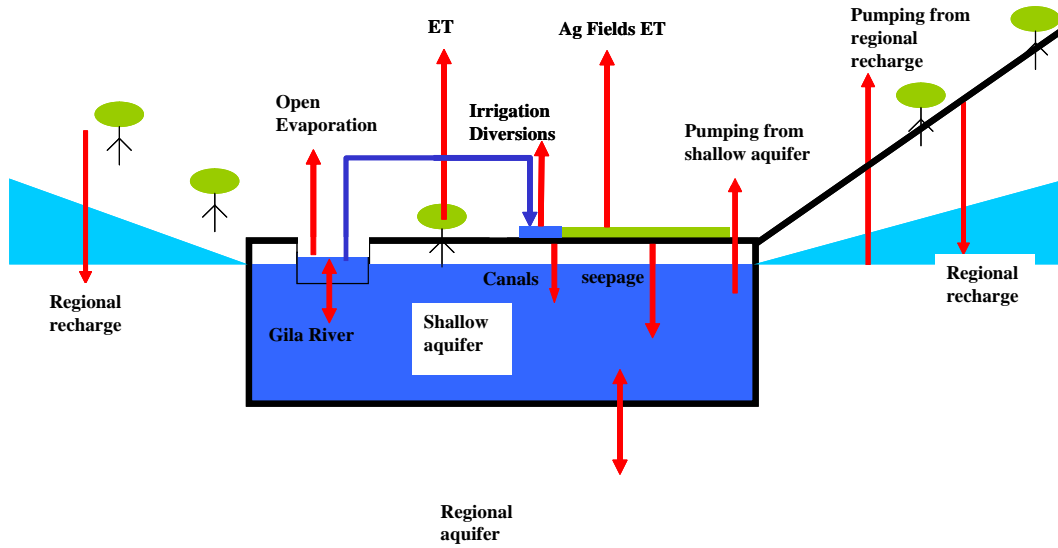 ET
Ag Fields ET
Pumping from
regional
recharge
Open
Evaporation
Irrigation
Diversions
Pumping from
shallow aquifer
Regional
recharge
Canals
seepage
Regional
recharge
Gila River
Shallow
aquifer
Regional
aquifer